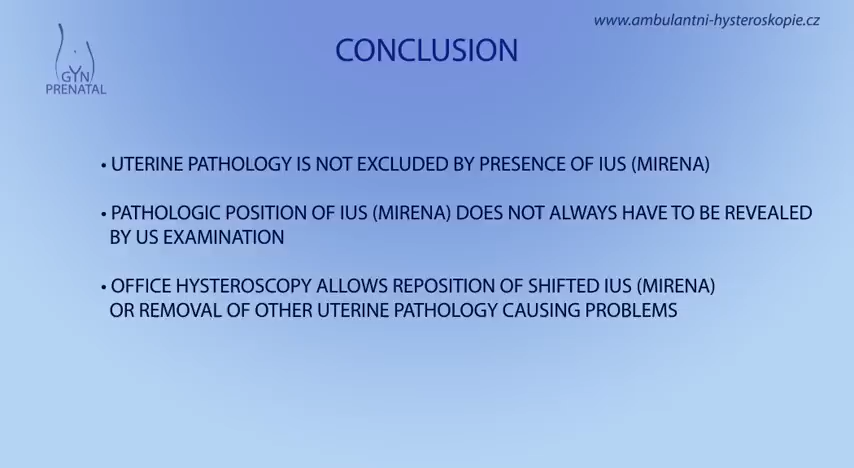 www.ambulantni-hysteroskopie.cz
CONCLUSION
GYN
PRENATAL
• UTERINE PATHOLOGY IS NOT EXCLUDED BY PRESENCE OF IUS (MIRENA)
• PATHOLOGIC POSITION OF IUS (MIRENA) DOES NOT ALWAYS HAVE TO BE REVEALED
BY US EXAMINATION
• OFFICE HYSTEROSCOPY ALLOWS REPOSITION OF SHIFTED IUS (MIRENA)
OR REMOVAL OF OTHER UTERINE PATHOLOGY CAUSING PROBLEMS